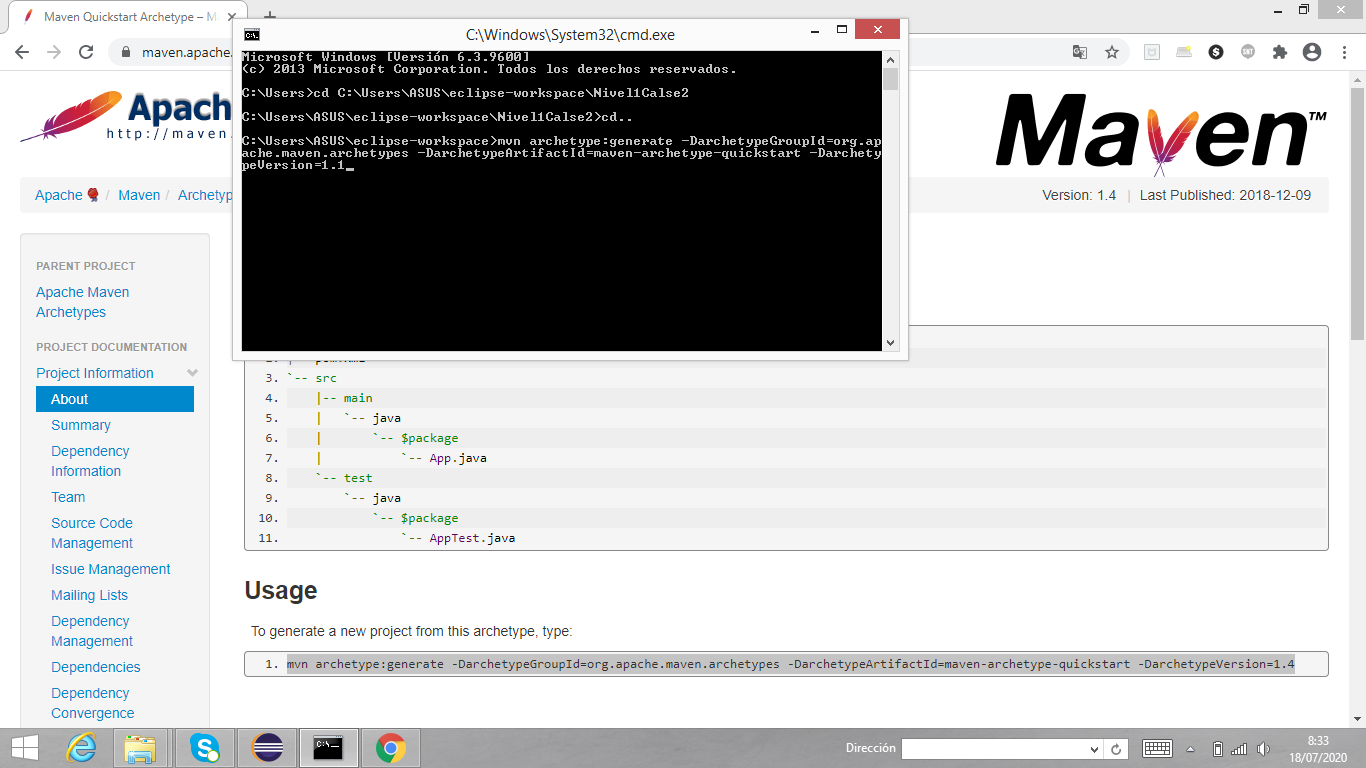 Maven Quickstart Archetype – M
maven.apache.
C:\Windows\System32\cmd.exe
Microsoft Windows [Versión 6.3.9600]
(c) 2013 Microsoft Corporation. Todos los derechos reservados.
C:\Users>cd C:\Users\ASUS\eclipse-workspace\Nivel1Calse2
C:\Users\ASUS\eclipse-workspace\Nivel1Calse2>cd..
C:\Users\ASUS\eclipse-workspace>mvn archetype:generate -DarchetypeGroupId=org.ap
ache.maven.archetypes -DarchetypeArtifactId=maven-archetype-quickstart -Darchety
peVersion=1.1
Apach
http://maven.
Maven™
Apache / Maven / Archetyp
Version: 1.4 | Last Published: 2018-12-09
PARENT PROJECT
Apache Maven
Archetypes
PROJECT DOCUMENTATION
Project Information
About
Summary
Dependency
Information
Team
Source Code
Management
Issue Management
Mailing Lists
Dependency
Management
Dependencies
Dependency
Convergence
3. `-- src
4. |-- main
5. | `-- java
6. | `-- $package
7. | `-- App.java
8. `-- test
9. `-- java
10. `-- $package
11. `-- AppTest.java
Usage
To generate a new project from this archetype, type:
1. mvn archetype:generate -DarchetypeGroupId=org.apache.maven.archetypes -DarchetypeArtifactId=maven-archetype-quickstart -DarchetypeVersion=1.4
Dirección
8:33
18/07/2020